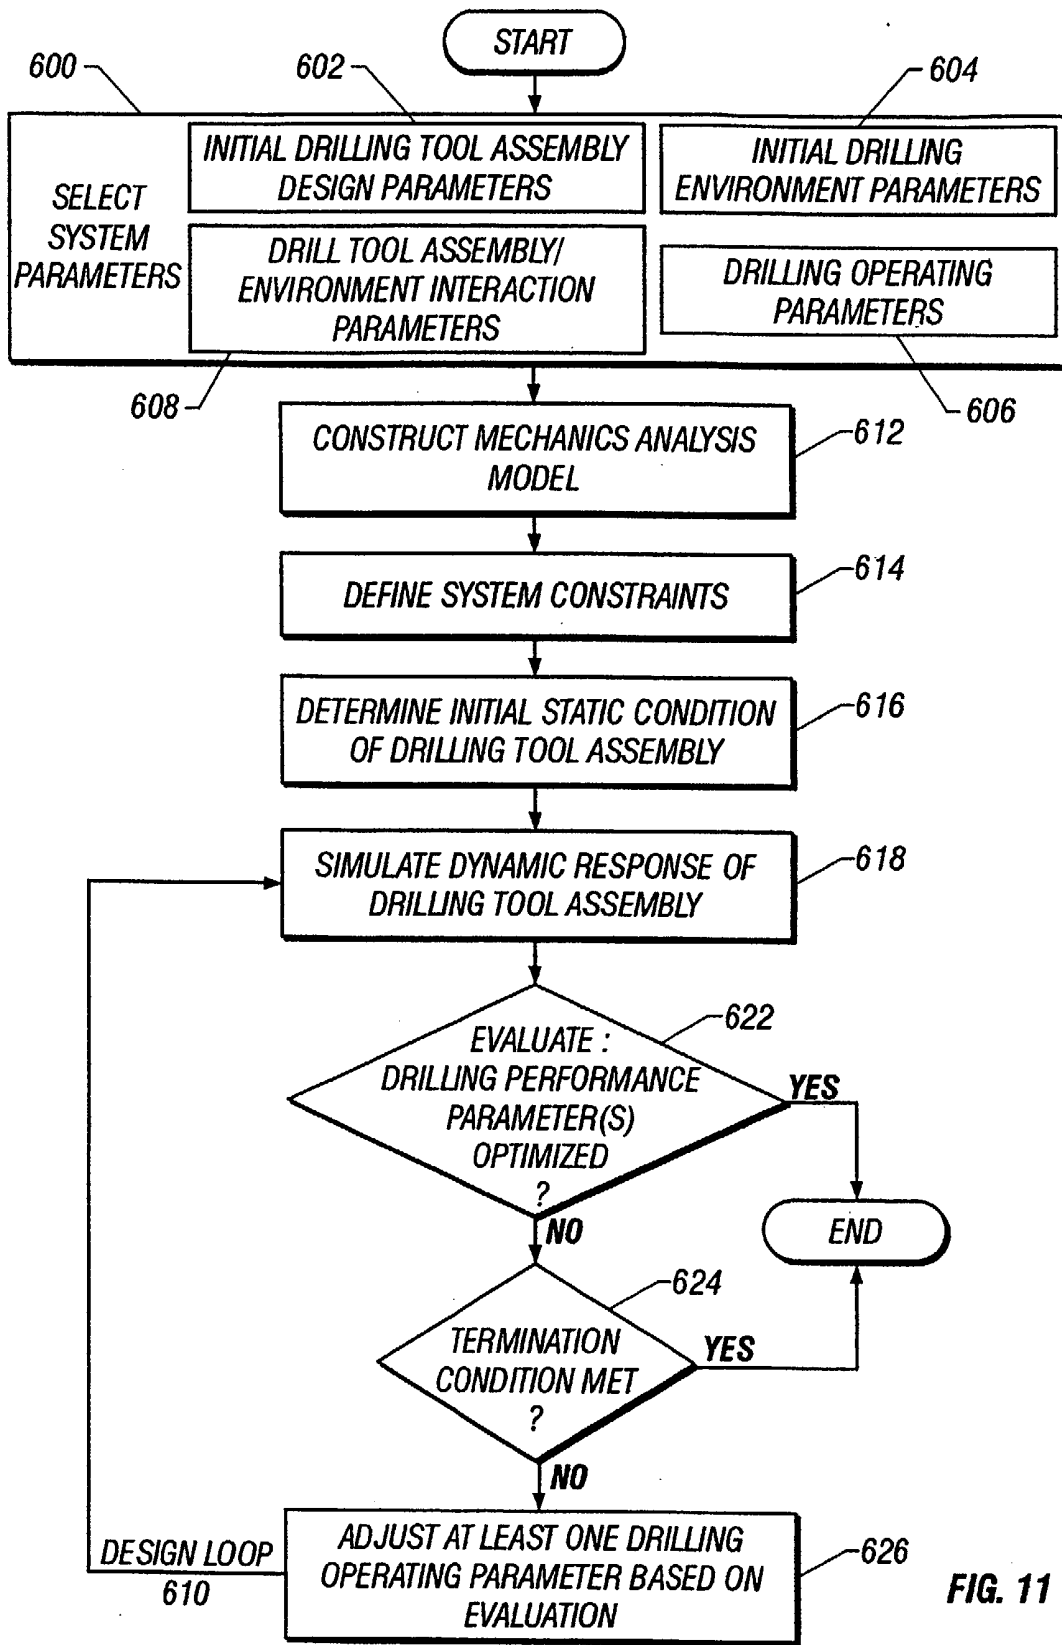 START
600
602
604
SELECT
SYSTEM
PARAMETERS
INITIAL DRILLING TOOL ASSEMBLY
DESIGN PARAMETERS
INITIAL DRILLING
ENVIRONMENT PARAMETERS
DRILL TOOL ASSEMBLY/
ENVIRONMENT INTERACTION
PARAMETERS
DRILLING OPERATING
PARAMETERS
608
606
CONSTRUCT MECHANICS ANALYSIS
MODEL
612
DEFINE SYSTEM CONSTRAINTS
614
DETERMINE INITIAL STATIC CONDITION
OF DRILLING TOOL ASSEMBLY
616
SIMULATE DYNAMIC RESPONSE OF
DRILLING TOOL ASSEMBLY
618
EVALUATE :
DRILLING PERFORMANCE
PARAMETER(S)
OPTIMIZED
?
622
YES
NO
END
TERMINATION
CONDITION MET
?
624
YES
NO
ADJUST AT LEAST ONE DRILLING
OPERATING PARAMETER BASED ON
EVALUATION
626
DESIGN LOOP
610
FIG. 11